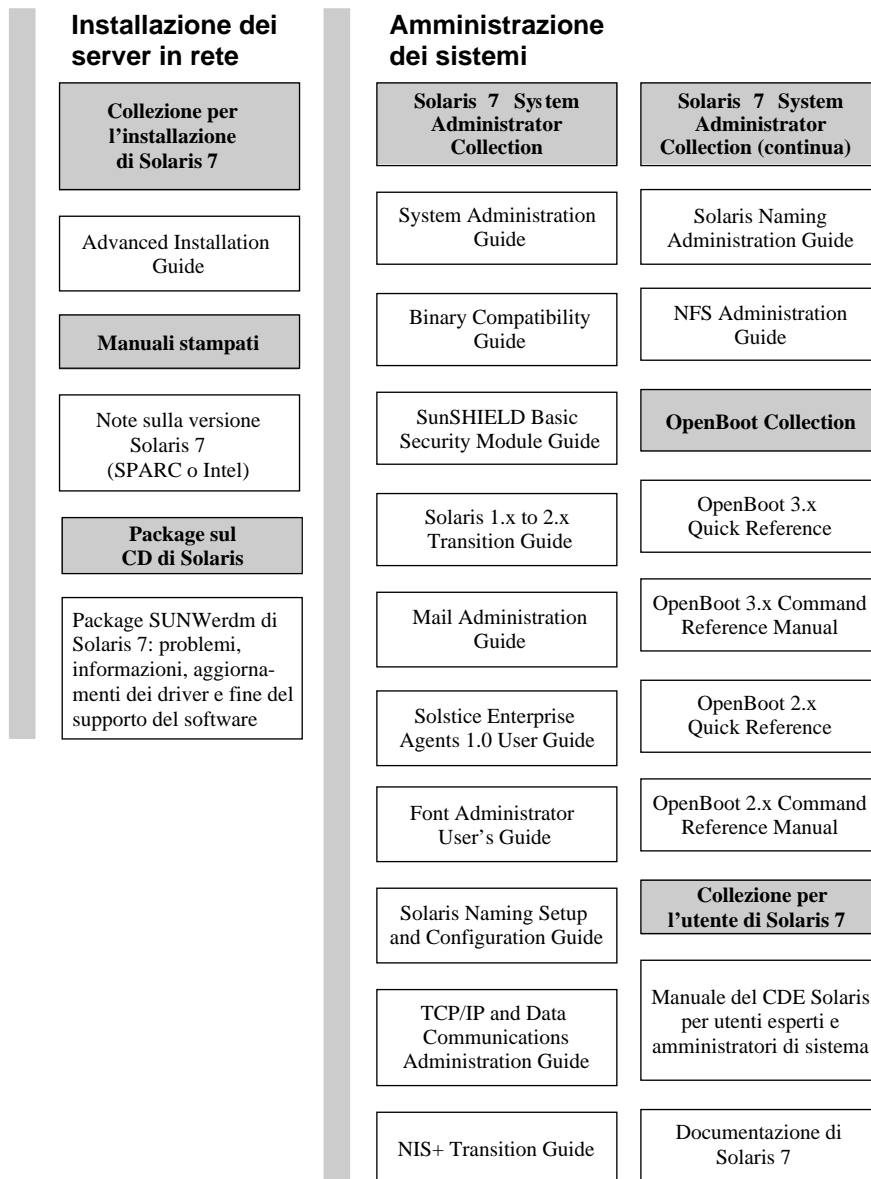 Installazione dei
server in rete
Collezione per
l'installazione
di Solaris 7
Advanced Installation
Guide
Manuali stampati
Note sulla versione
Solaris 7
(SPARC o Intel)
Package sul
CD di Solaris
Package SUNWerdm di
Solaris 7: problemi,
informazioni, aggiorna-
menti dei driver e fine del
supporto del software
Amministrazione
dei sistemi
Solaris 7 System
Administrator
Collection
System Administration
Guide
Binary Compatibility
Guide
SunSHIELD Basic
Security Module Guide
Solaris 1.x to 2.x
Transition Guide
Mail Administration
Guide
Solstice Enterprise
Agents 1.0 User Guide
Font Administrator
User's Guide
Solaris Naming Setup
and Configuration Guide
TCP/IP and Data
Communications
Administration Guide
NIS+ Transition Guide
Solaris 7 System
Administrator
Collection (continua)
Solaris Naming
Administration Guide
NFS Administration
Guide
OpenBoot Collection
OpenBoot 3.x
Quick Reference
OpenBoot 3.x Command
Reference Manual
OpenBoot 2.x
Quick Reference
OpenBoot 2.x Command
Reference Manual
Collezione per
l'utente di Solaris 7
Manuale del CDE Solaris
per utenti esperti e
amministratori di sistema
Documentazione di
Solaris 7